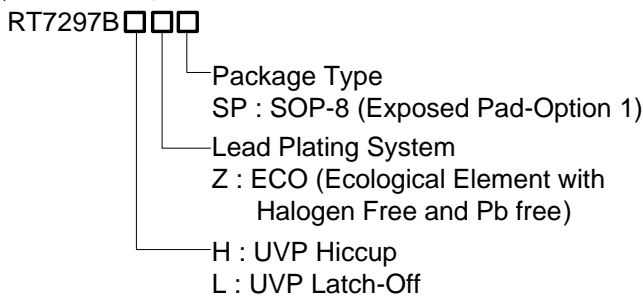 RT7297B□□□
Package Type
SP : SOP-8 (Exposed Pad-Option 1)
Lead Plating System
Z : ECO (Ecological Element with
Halogen Free and Pb free)
H : UVP Hiccup
L : UVP Latch-Off